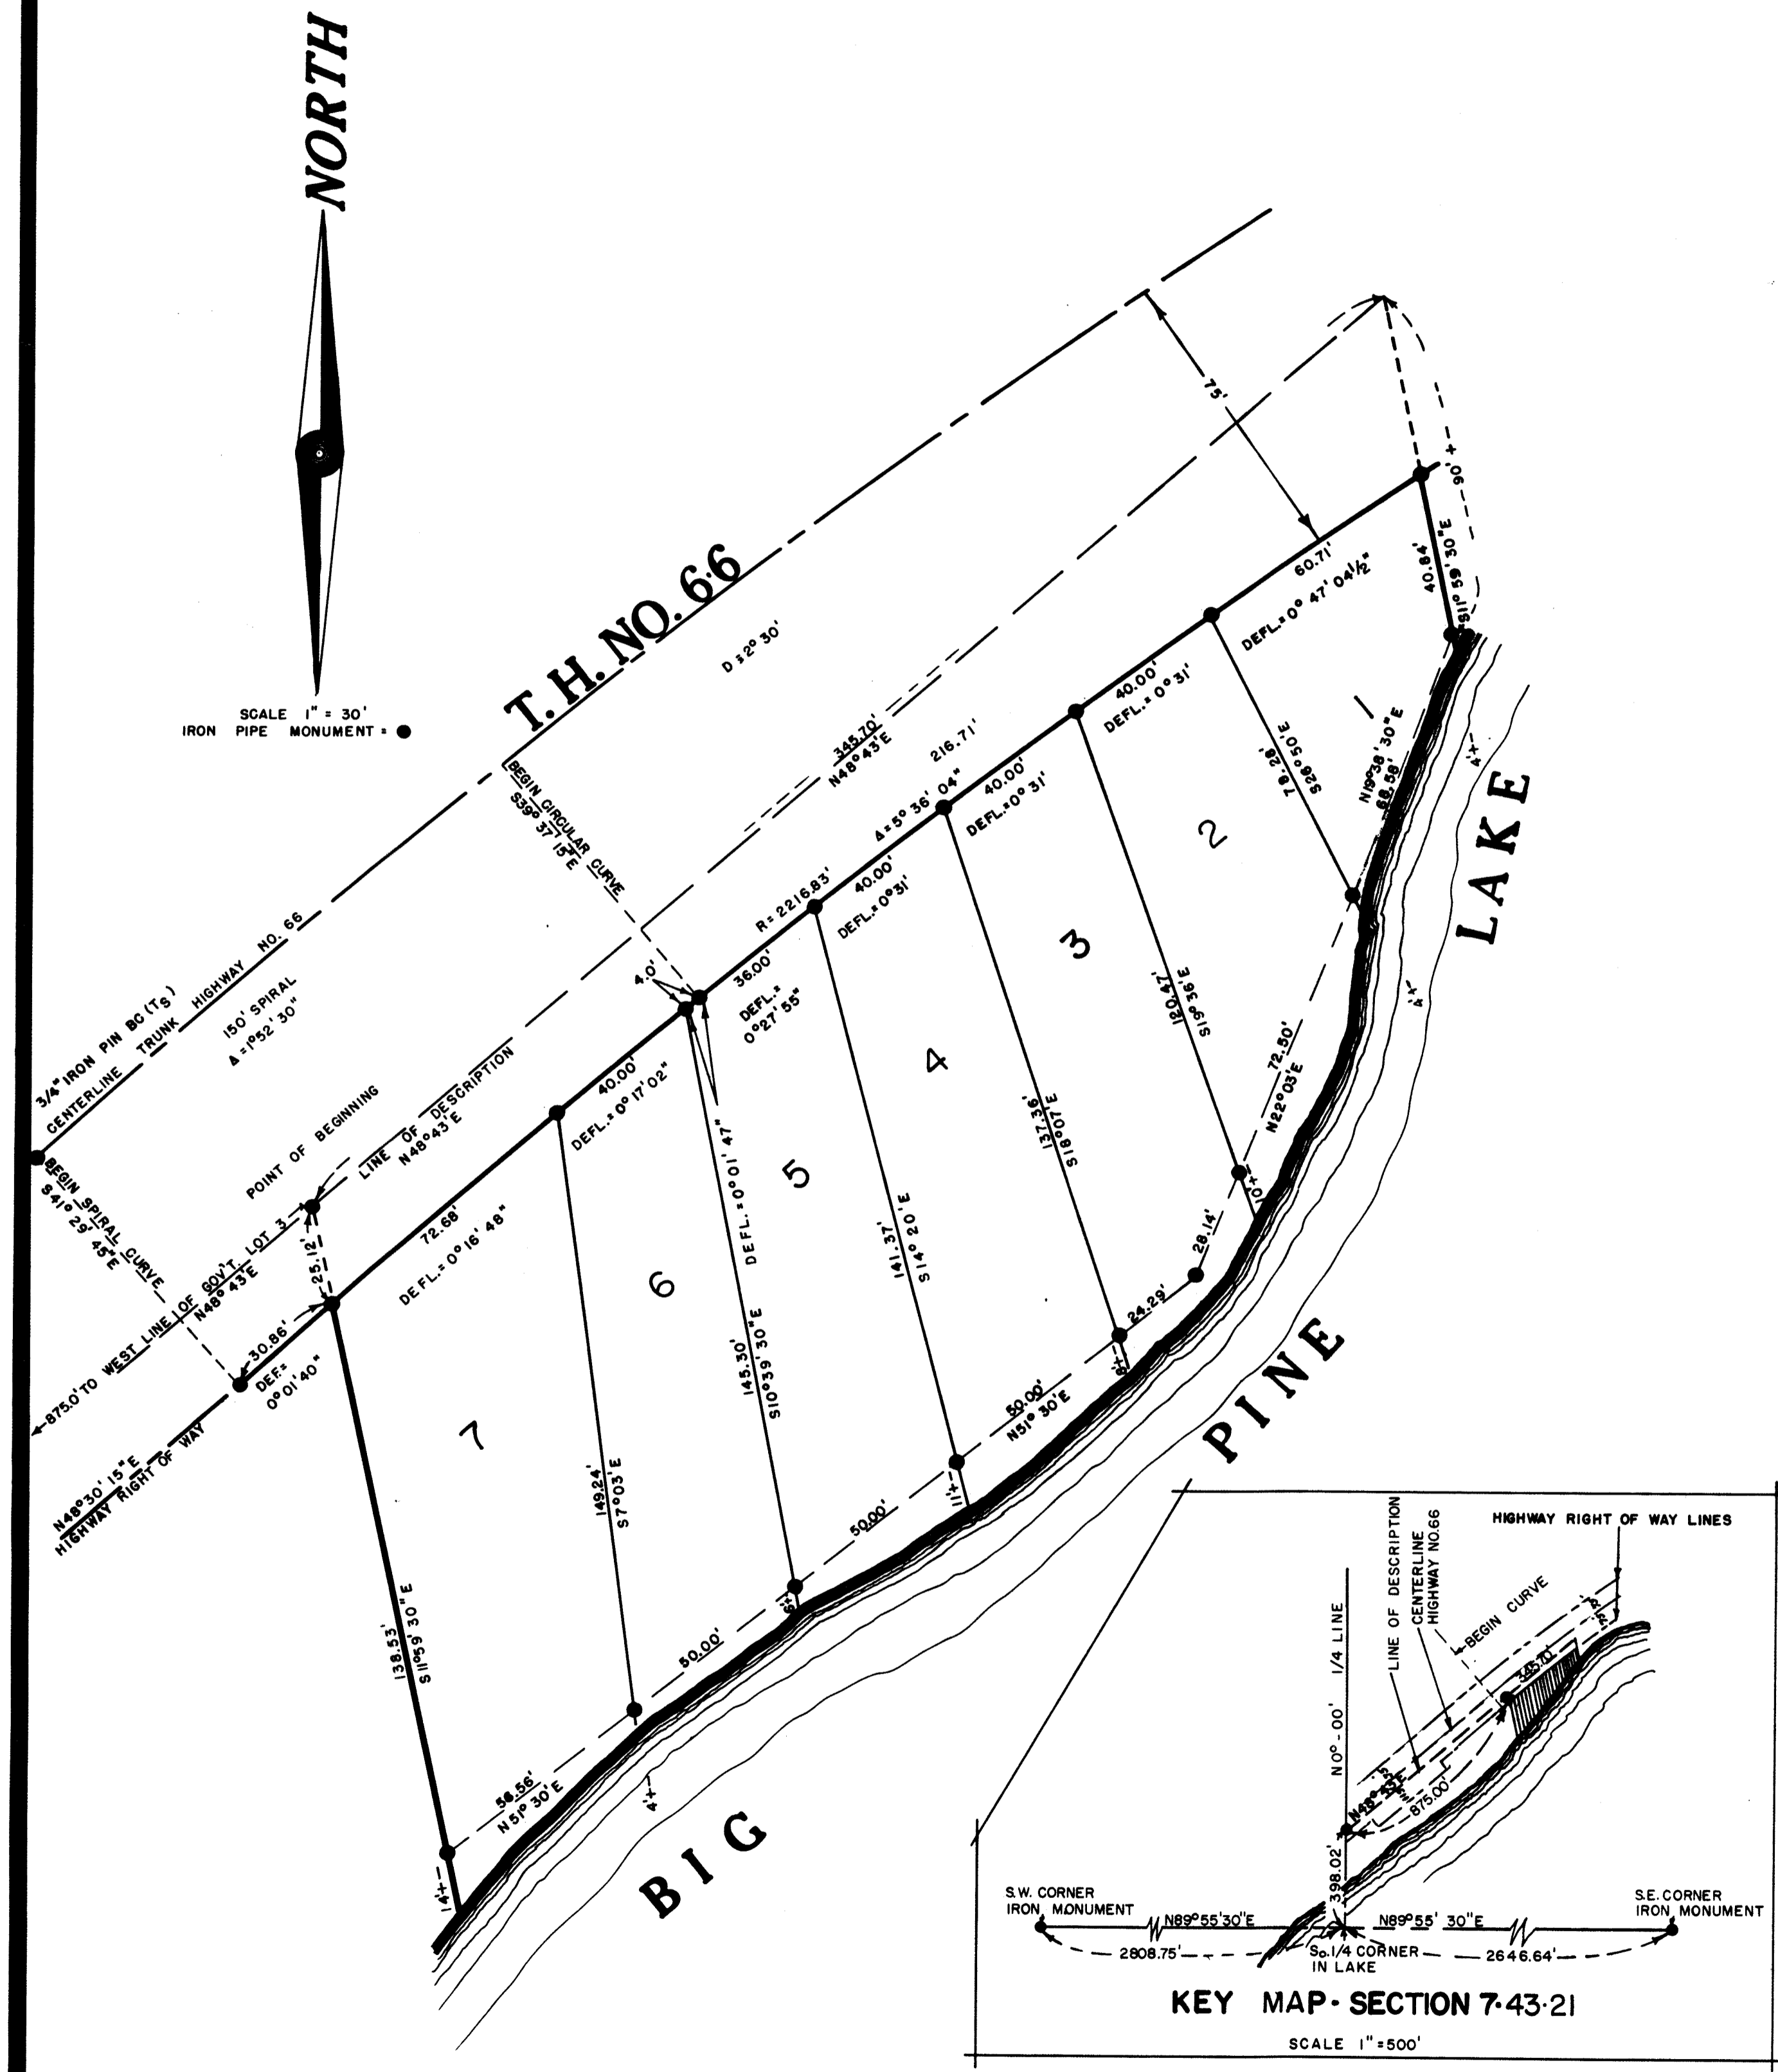 NORTH
SCALE 1" = 30'
IRON PIPE MONUMENT =
T. H. NO. 66
D = 2° 30'
75'
90' +
60.71'
DEFL.= 0° 47' 04 1/2"
40.84'
S11° 59' 30" E
40.00'
DEFL.= 0° 31'
1
N19°38' 30" E
68.58'
4'+-
78.28'
S26° 50' E
345.70'
N48°43'E
216.71'
Δ = 5° 36' 04"
40.00'
DEFL.=0° 31'
2
LAKE
BEGIN CIRCULAR CURVE
S39° 37' 15"E
R = 2216.83'
40.00'
DEFL.= 0°31'
3
120.47'
S19° 36'E
4'+-
3/4" IRON PIN BC (TS)
CENTERLINE TRUNK HIGHWAY NO. 66
150' SPIRAL
Δ = 1°52' 30"
4.0'
36.00'
DEFL.=
0°27' 55"
4
137.36'
S18° 07'E
72.50'
N22°03'E
POINT OF BEGINNING
LINE OF DESCRIPTION
N 48°43'E
40.00'
DEFL.= 0° 17' 02"
DEFL.= 0° 01' 47"
5
141.37'
S14° 20'E
10'+-
28.14'
24.29'
8'+-
BEGIN SPIRAL CURVE
S41° 29' 45"E
25.12'
72.68'
DEFL.= 0° 16' 48"
6
145.30'
S10°39' 30"E
875.0' TO WEST LINE OF GOV'T. LOT 3
N48° 43'E
30.86'
DEF.=
0° 01' 40"
N48°30' 15"E
HIGHWAY RIGHT OF WAY
7
149.24'
S7°03'E
50.00'
N51° 30'E
11'+-
50.00'
PINE
138.53'
S11°59' 30"E
50.00'
56.56'
N 51° 30' E
14'+-
4'+-
BIG
HIGHWAY RIGHT OF WAY LINES
LINE OF DESCRIPTION
CENTERLINE
HIGHWAY NO.66
BEGIN CURVE
N 0°-00' 1/4 LINE
345.70'
875.00'
398.02'
S.W. CORNER
IRON MONUMENT
S.E. CORNER
IRON MONUMENT
N89°55'30"E
N89°55' 30"E
2808.75'
So. 1/4 CORNER
IN LAKE
2646.64'
KEY MAP - SECTION 7·43·21
SCALE 1" = 500'